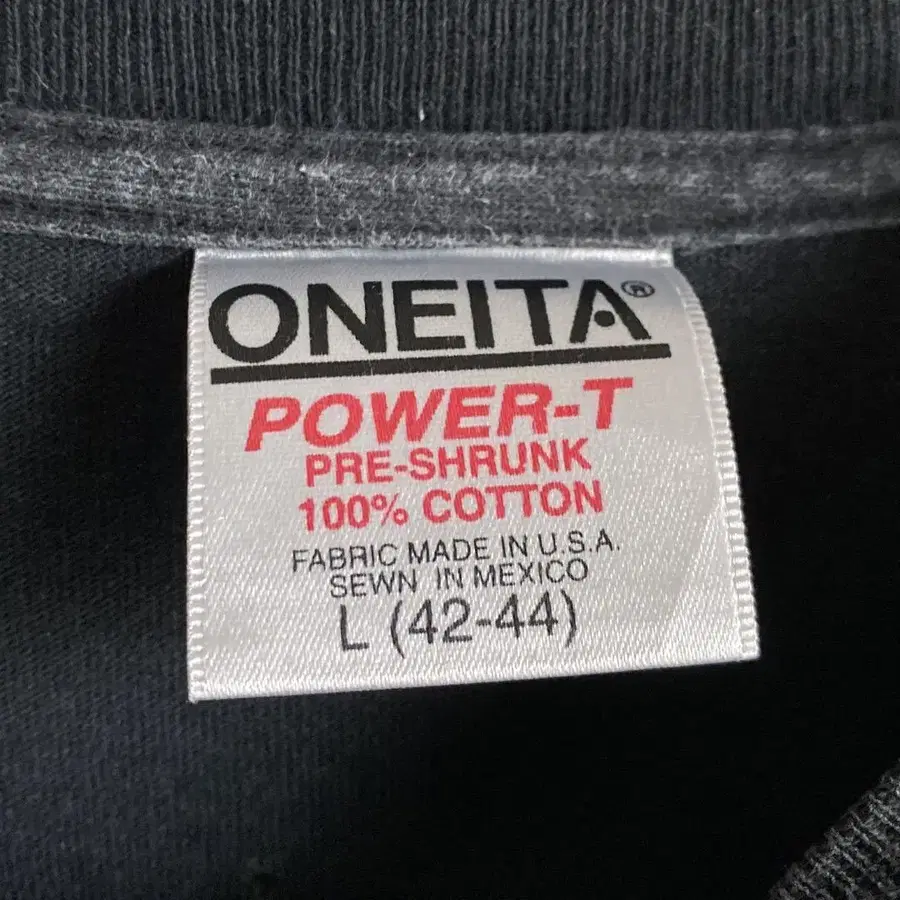 ONEITA®
POWER-T
PRE-SHRUNK
100% COTTON
FABRIC MADE IN U.S.A.
SEWN IN MEXICO
L (42-44)